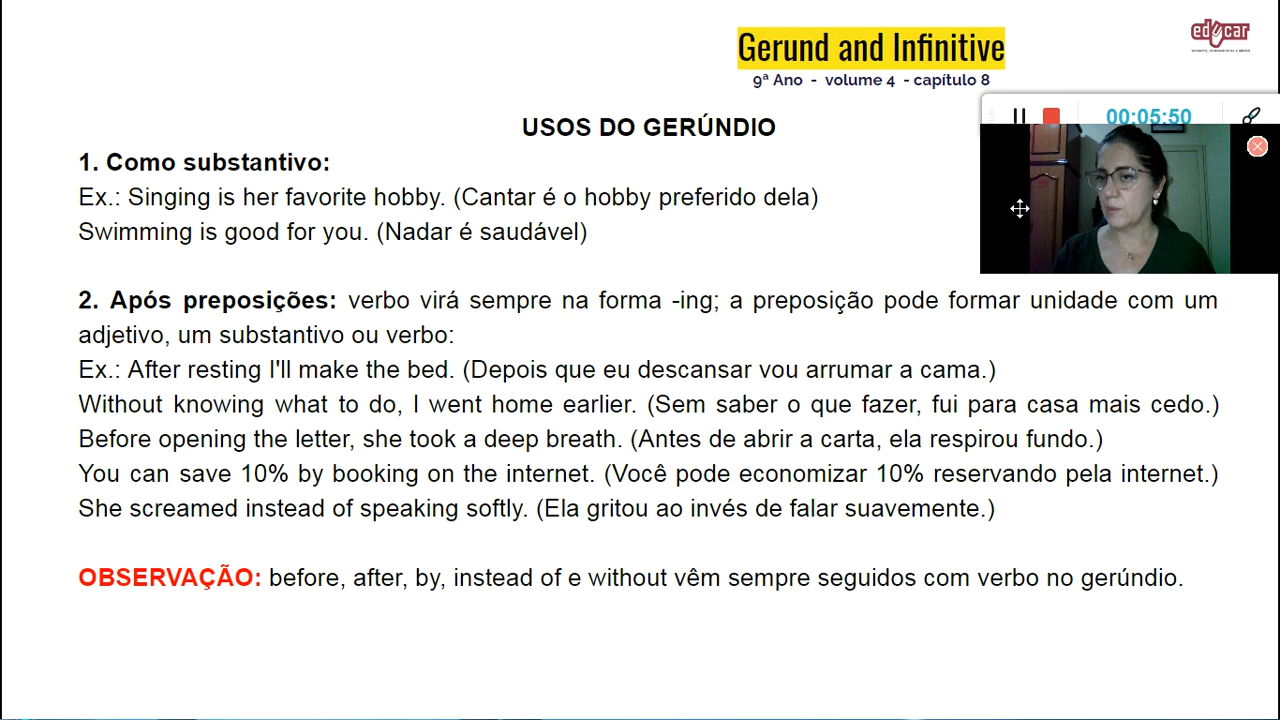 educar
Gerund and Infinitive
9ª Ano - volume 4 - capítulo 8
00:05:50
USOS DO GERÚNDIO
1. Como substantivo:
Ex.: Singing is her favorite hobby. (Cantar é o hobby preferido dela)
Swimming is good for you. (Nadar é saudável)
2. Após preposições: verbo virá sempre na forma -ing; a preposição pode formar unidade com um
adjetivo, um substantivo ou verbo:
Ex.: After resting I'll make the bed. (Depois que eu descansar vou arrumar a cama.)
Without knowing what to do, I went home earlier. (Sem saber o que fazer, fui para casa mais cedo.)
Before opening the letter, she took a deep breath. (Antes de abrir a carta, ela respirou fundo.)
You can save 10% by booking on the internet. (Você pode economizar 10% reservando pela internet.)
She screamed instead of speaking softly. (Ela gritou ao invés de falar suavemente.)
OBSERVAÇÃO: before, after, by, instead of e without vêm sempre seguidos com verbo no gerúndio.